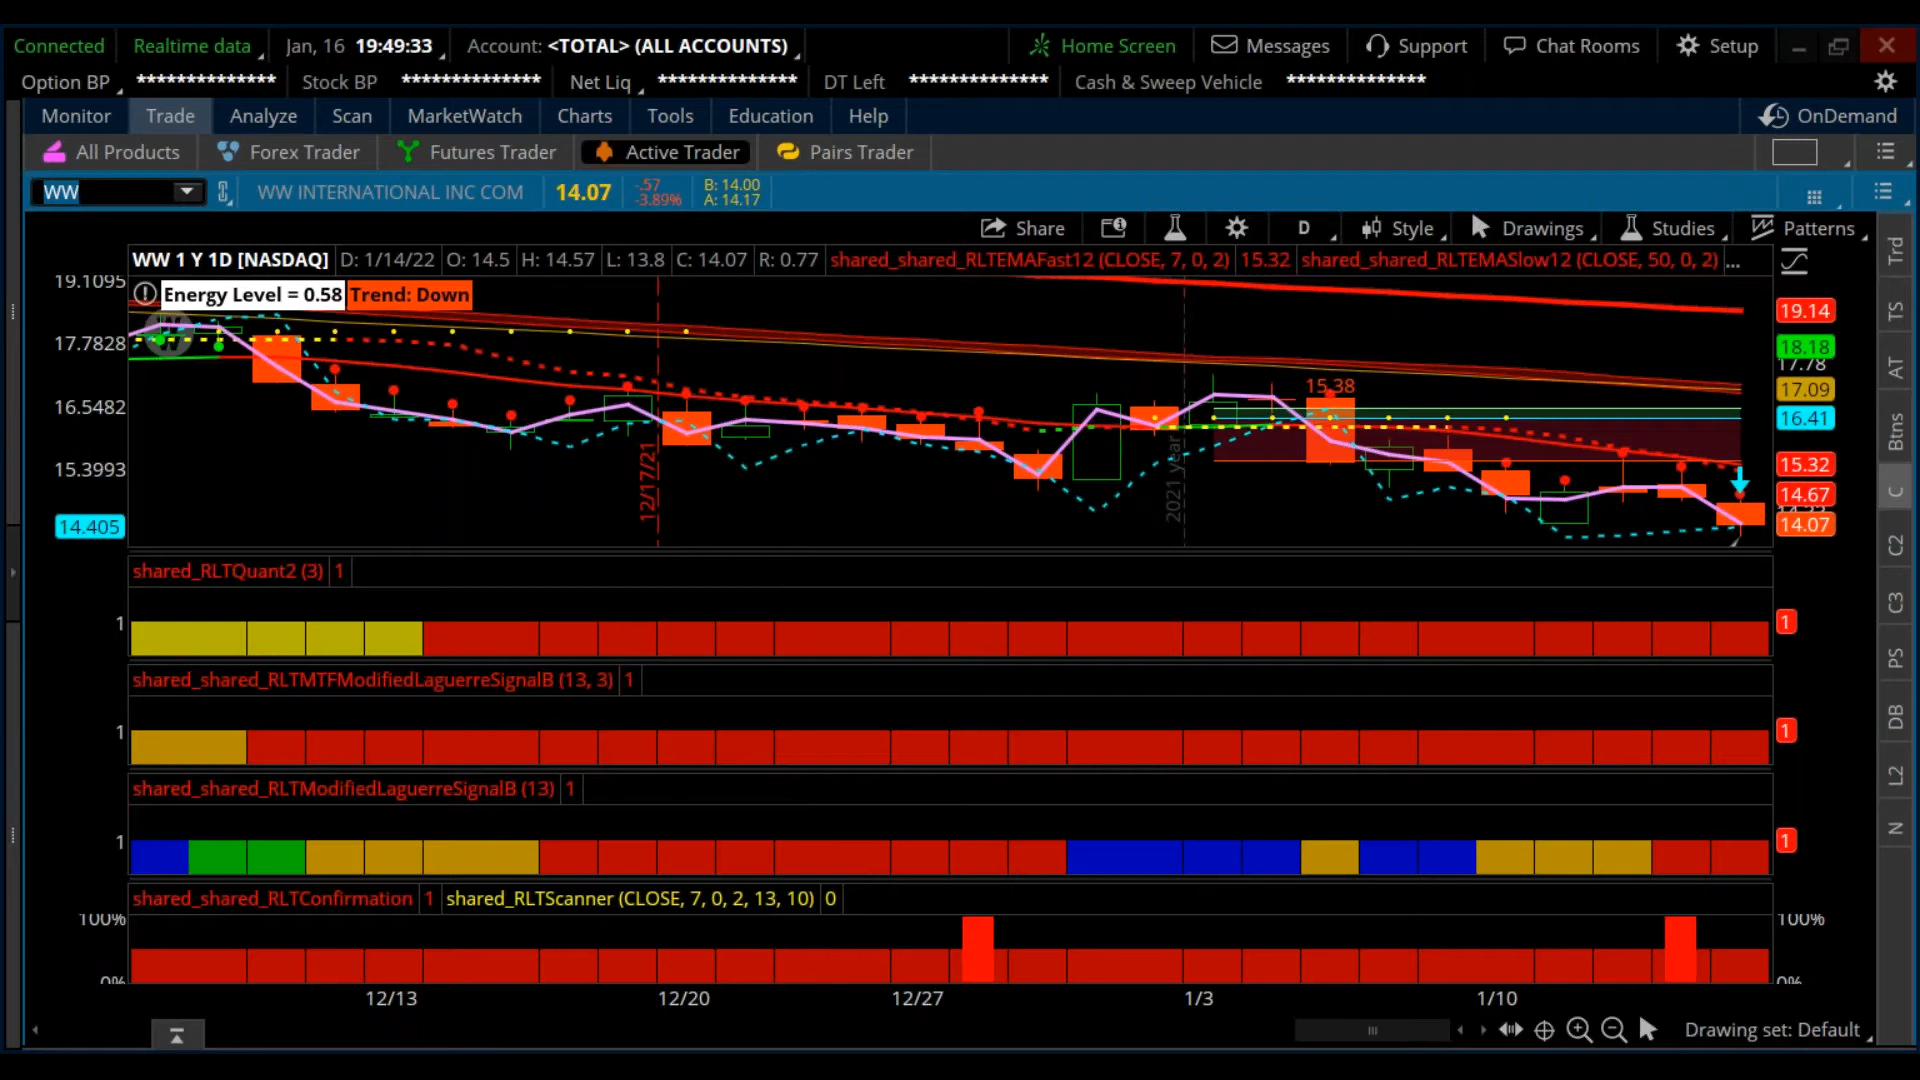 Connected Realtime data Jan, 16 19:49:33 Account: <TOTAL> (ALL ACCOUNTS) Home Screen Messages Support Chat Rooms Setup
Option BP ************** Stock BP ************** Net Liq ************** DT Left ************** Cash & Sweep Vehicle **************
Monitor Trade Analyze Scan MarketWatch Charts Tools Education Help OnDemand
All Products Forex Trader Futures Trader Active Trader Pairs Trader
WW WW INTERNATIONAL INC COM 14.07 -.57 B: 14.00
-3.89% A: 14.17
Share D Style Drawings Studies Patterns
WW 1 Y 1D [NASDAQ] D: 1/14/22 O: 14.5 H: 14.57 L: 13.8 C: 14.07 R: 0.77 shared_shared_RLTEMAFast12 (CLOSE, 7, 0, 2) 15.32 shared_shared_RLTEMASlow12 (CLOSE, 50, 0, 2) ...
Energy Level = 0.58 Trend: Down
19.1095
17.7828
16.5482
15.3993
14.405
12/17/21
2021 year
15.38
19.14
18.18
17.78
17.09
16.41
15.32
14.67
14.07
shared_RLTQuant2 (3) 1
1 1
shared_shared_RLTMTFModifiedLaguerreSignalB (13, 3) 1
1 1
shared_shared_RLTModifiedLaguerreSignalB (13) 1
1 1
shared_shared_RLTConfirmation 1 shared_RLTScanner (CLOSE, 7, 0, 2, 13, 10) 0
100% 100%
0% 0%
12/13 12/20 12/27 1/3 1/10
Drawing set: Default
Trd
TS
AT
Btns
C
C2
C3
PS
DB
L2
N